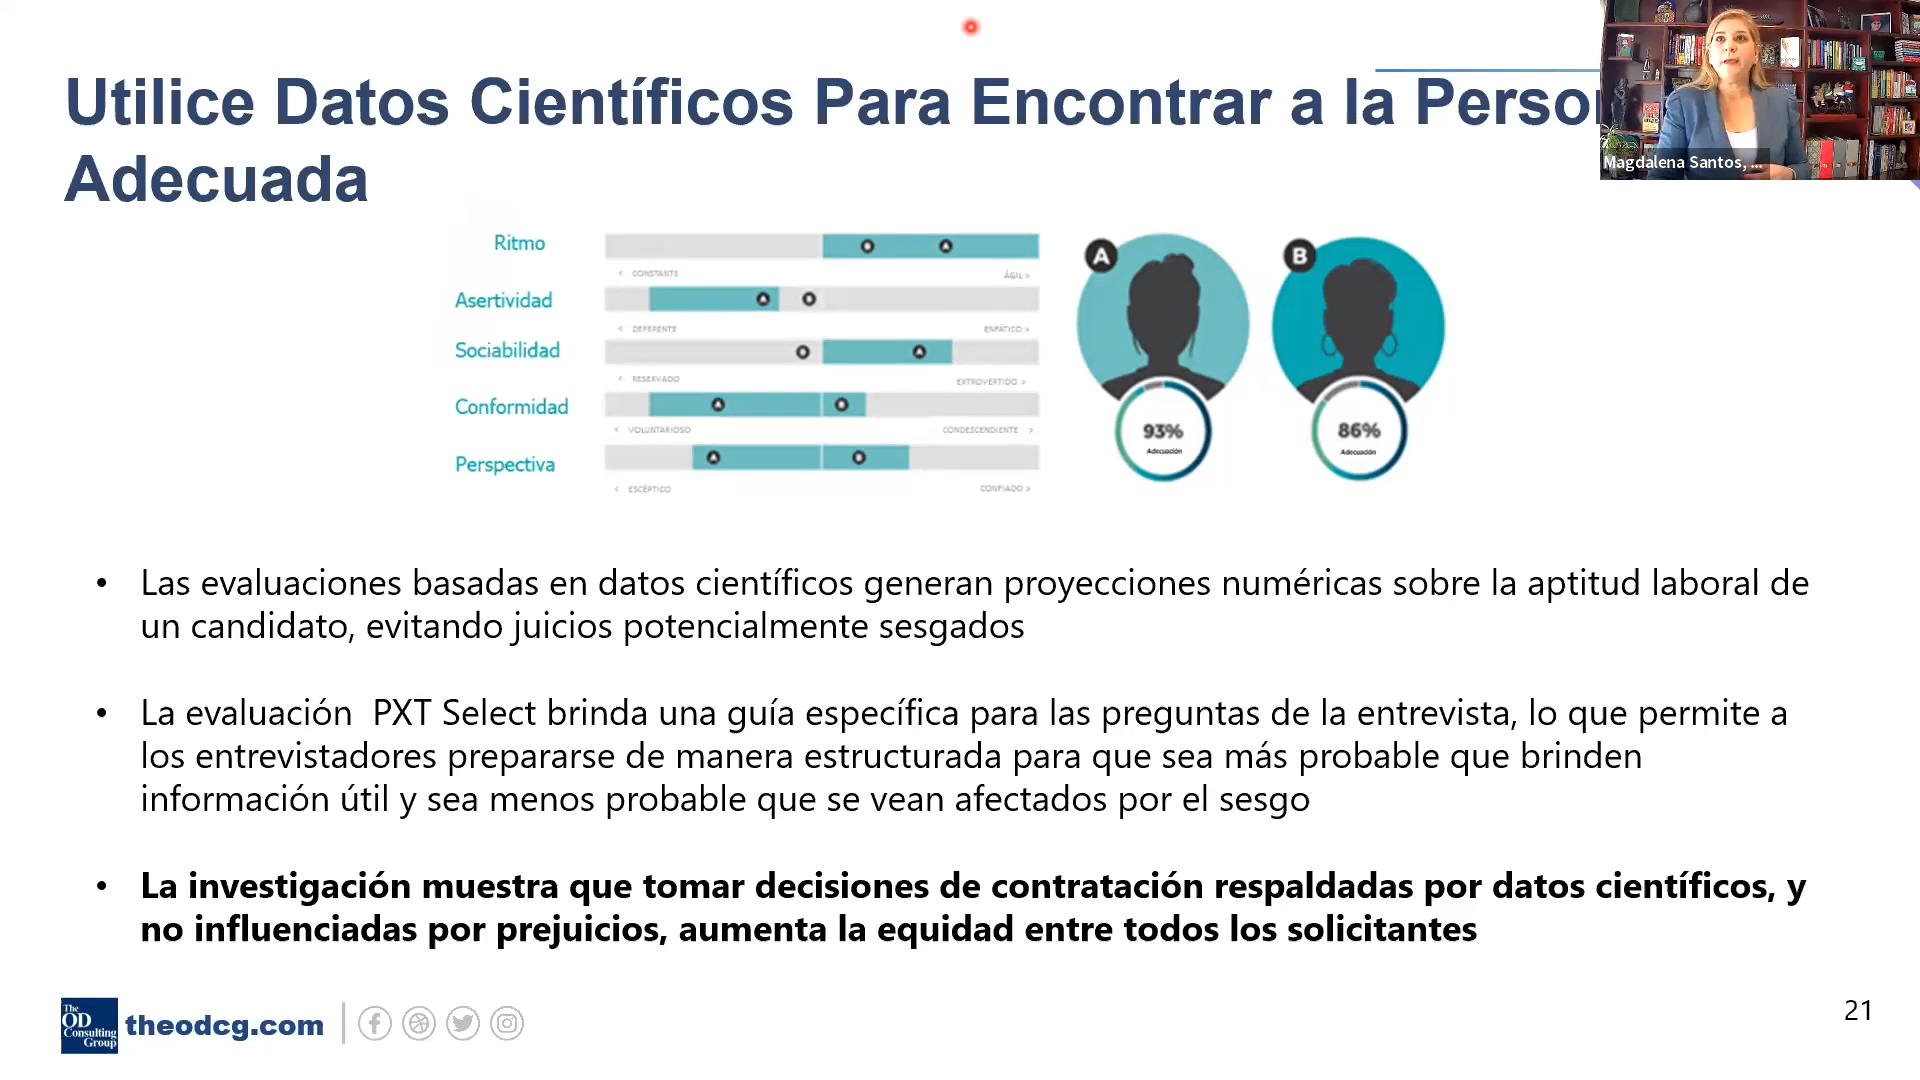 Utilice Datos Científicos Para Encontrar a la Perso
Adecuada
Magdalena Santos, ...
Ritmo
B A
< CONSTANTE ÁGIL >
Asertividad
A B
< DEFERENTE ENFÁTICO >
Sociabilidad
B A
< RESERVADO EXTROVERTIDO >
Conformidad
A B
< VOLUNTARIOSO CONDESCENDIENTE >
Perspectiva
A B
< ESCÉPTICO CONFIADO >
A
93%
Adecuación
B
86%
Adecuación
• Las evaluaciones basadas en datos científicos generan proyecciones numéricas sobre la aptitud laboral de
un candidato, evitando juicios potencialmente sesgados
• La evaluación PXT Select brinda una guía específica para las preguntas de la entrevista, lo que permite a
los entrevistadores prepararse de manera estructurada para que sea más probable que brinden
información útil y sea menos probable que se vean afectados por el sesgo
• La investigación muestra que tomar decisiones de contratación respaldadas por datos científicos, y
no influenciadas por prejuicios, aumenta la equidad entre todos los solicitantes
The
OD
Consulting
Group
theodcg.com
21